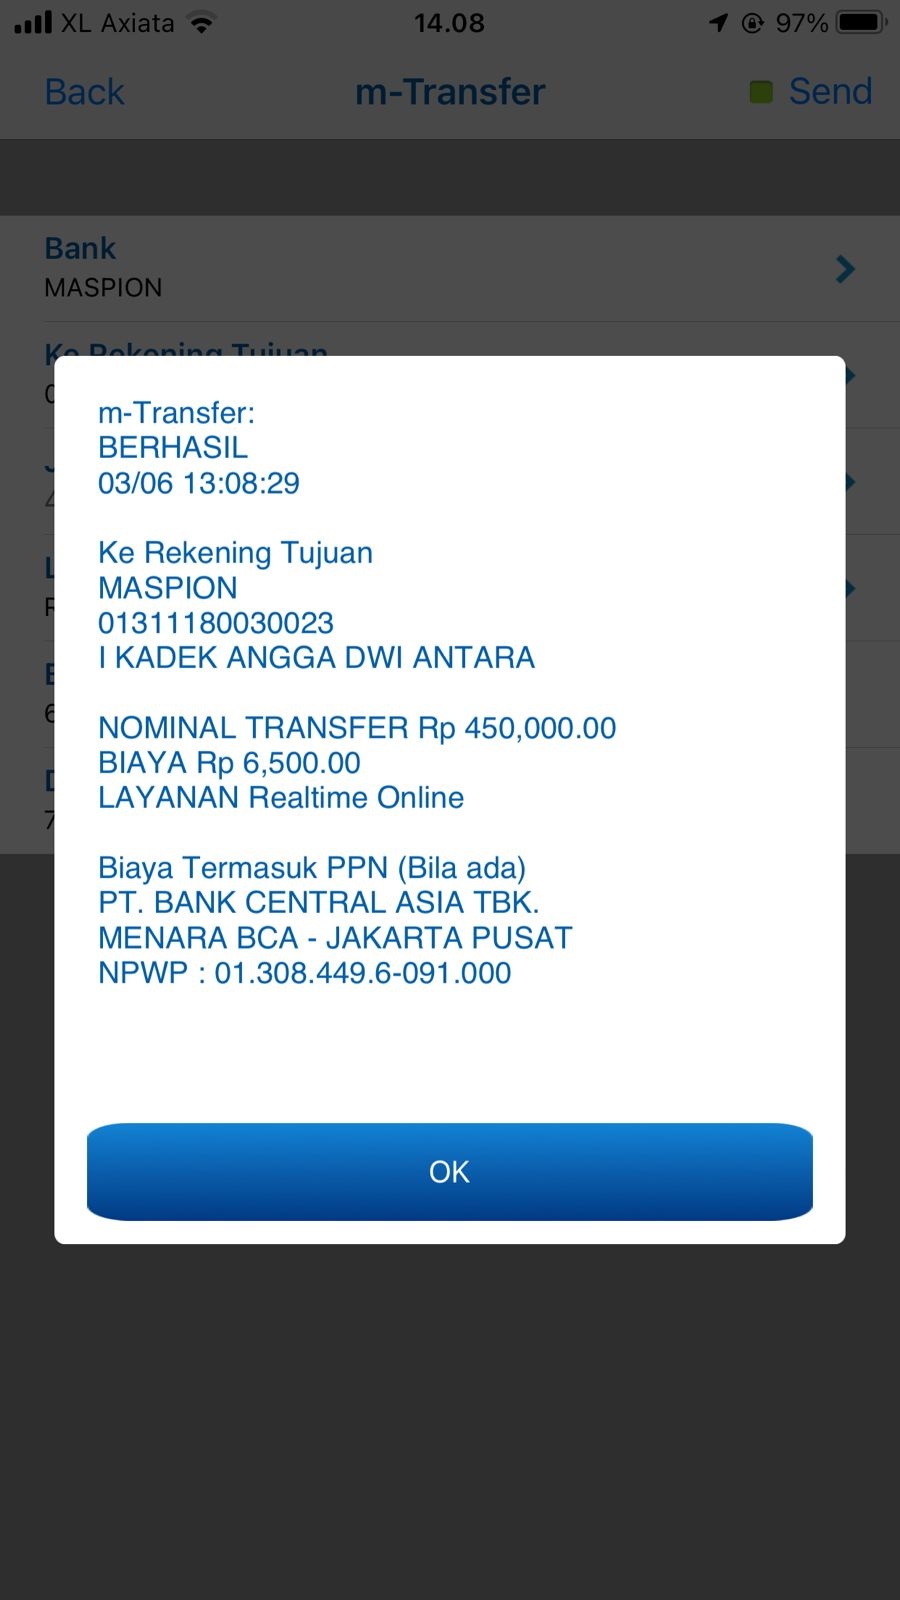 XL Axiata
14.08
97%
Back
m-Transfer
Send
Bank
MASPION
Ke Rekening Tujuan
m-Transfer:
BERHASIL
03/06 13:08:29
Ke Rekening Tujuan
MASPION
01311180030023
I KADEK ANGGA DWI ANTARA
NOMINAL TRANSFER Rp 450,000.00
BIAYA Rp 6,500.00
LAYANAN Realtime Online
Biaya Termasuk PPN (Bila ada)
PT. BANK CENTRAL ASIA TBK.
MENARA BCA - JAKARTA PUSAT
NPWP : 01.308.449.6-091.000
OK